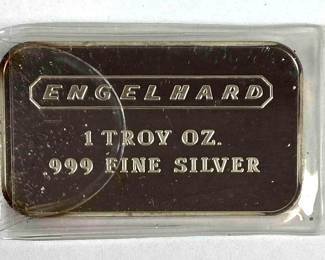 ENGELHARD
1 TROY OZ.
.999 FINE SILVER